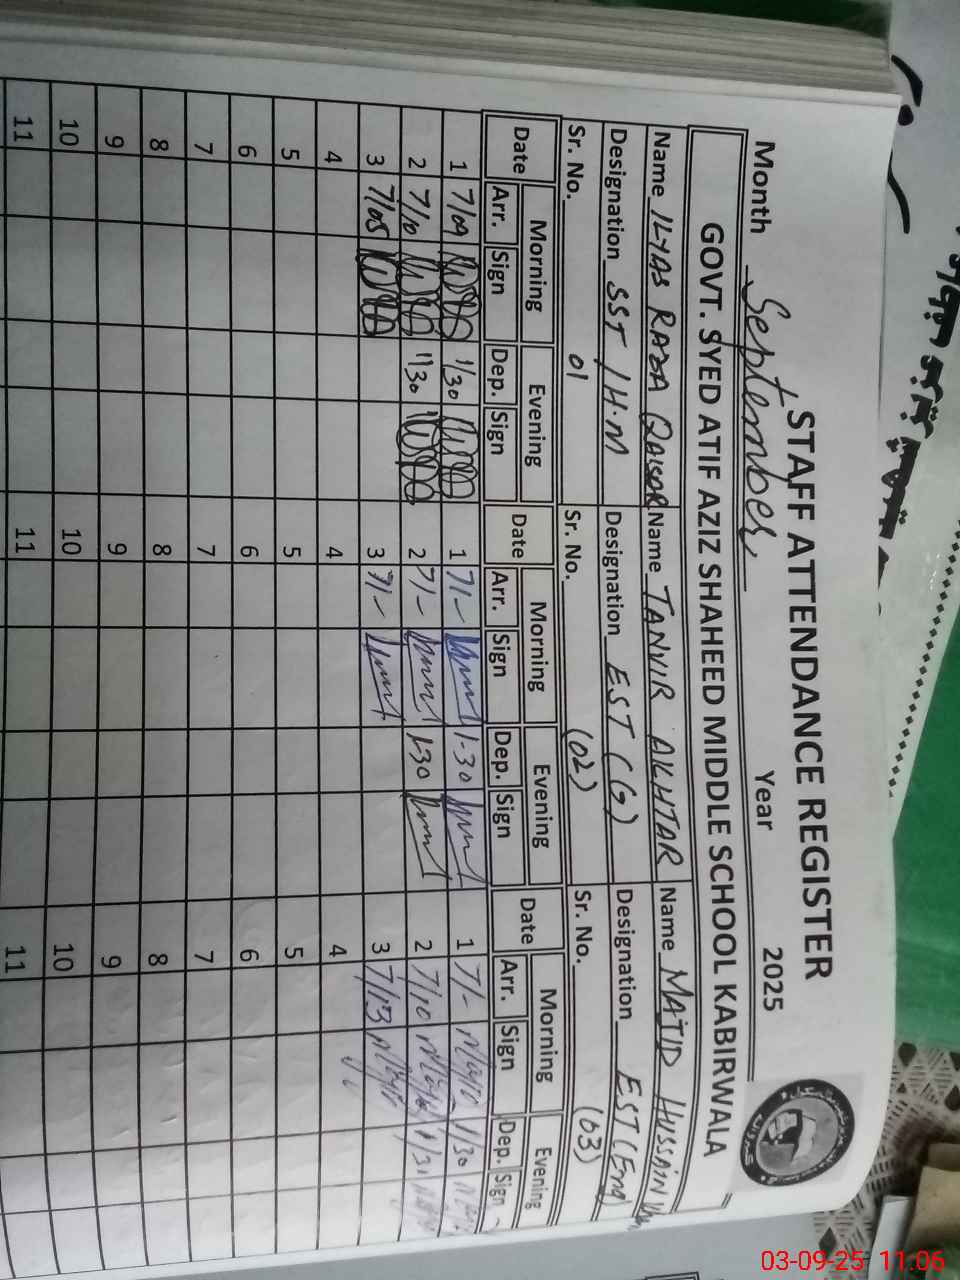 STAFF ATTENDANCE REGISTER
Month September Year 2025
GOVT. SYED ATIF AZIZ SHAHEED MIDDLE SCHOOL KABIRWALA
Name ILYAS RAZA QAISOR Name TANVIR AKHTAR Name MAJID HUSSAIN
Designation SST / H.M Designation EST (G) Designation EST (Eng)
Sr. No. 01 Sr. No. (02) Sr. No. (03)
Date Morning Evening Date Morning Evening Date Morning Evening
Arr. Sign Dep. Sign Arr. Sign Dep. Sign Arr. Sign Dep. Sign
1 7/09 1/30 1 7/- 1-30 1 7/- 1/30
2 7/10 1/30 2 7/- 1-30 2 7/10 1/31
3 7/05 3 7/- 3 7/13
4 4 4
5 5 5
6 6 6
7 7 7
8 8 8
9 9 9
10 10 10
11 11 11
03-09-25 11:06